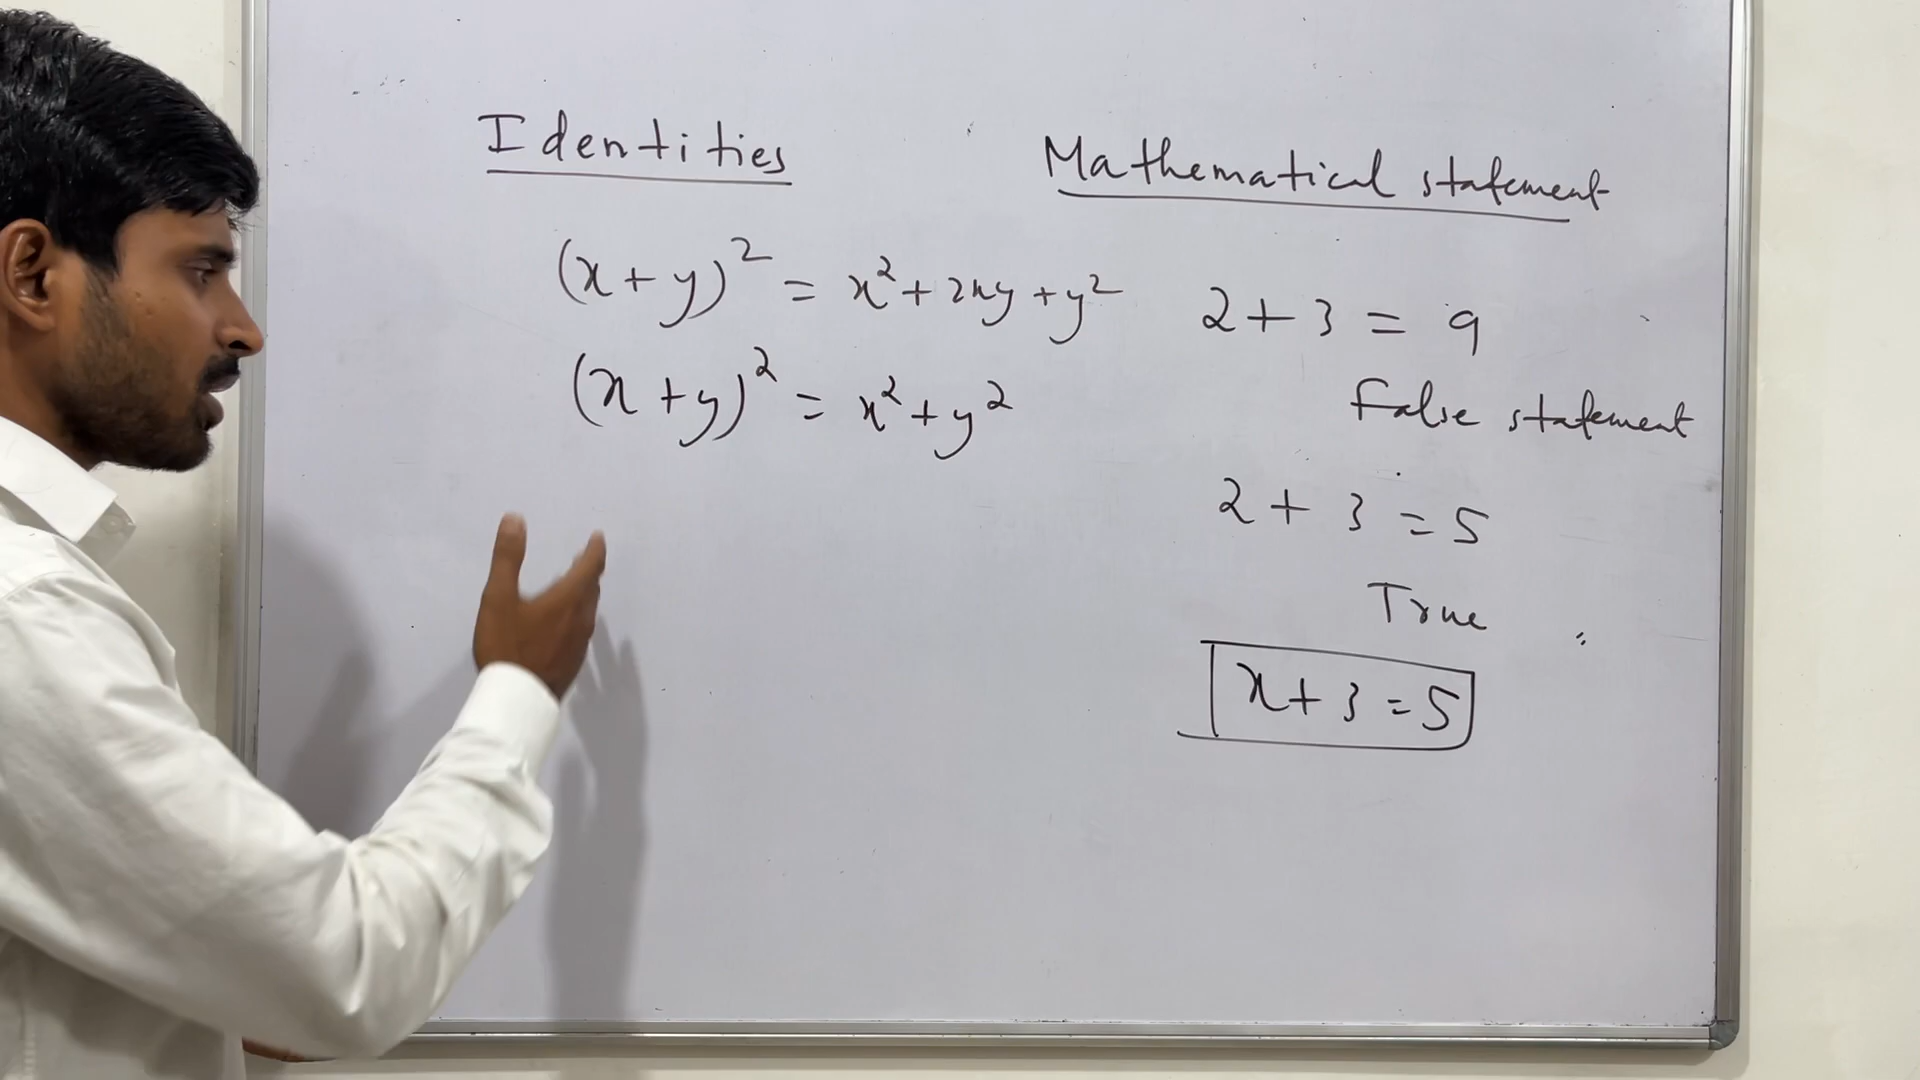 Identities
(x+y)² = x²+2xy+y²
(x+y)² = x²+y²
Mathematical statement
2+3 = 9
False statement
2+3 = 5
True
x+3 = 5